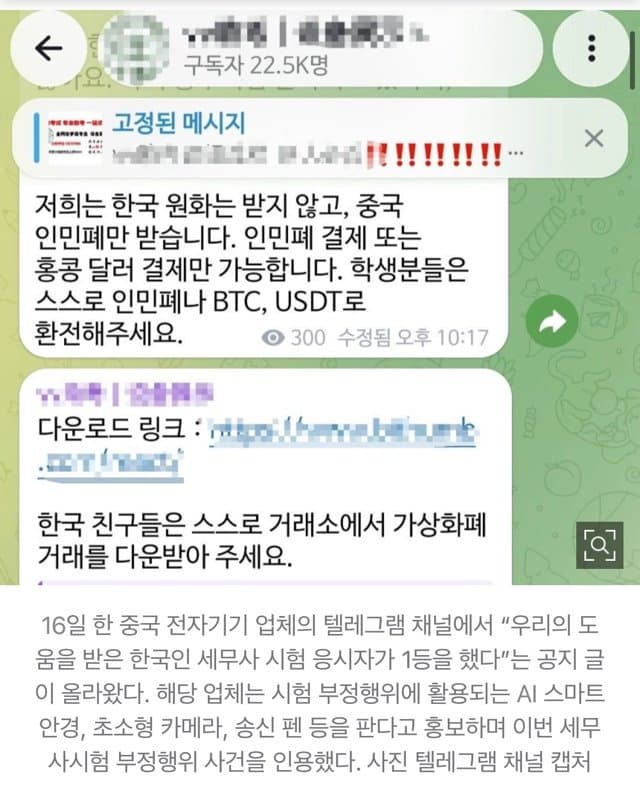 구독자 22.5K명
고정된 메시지
‼️‼️‼️‼️...
저희는 한국 원화는 받지 않고, 중국
인민폐만 받습니다. 인민폐 결제 또는
홍콩 달러 결제만 가능합니다. 학생분들은
스스로 인민폐나 BTC, USDT로
환전해주세요.
300 수정됨 오후 10:17
다운로드 링크 :
한국 친구들은 스스로 거래소에서 가상화폐
거래를 다운받아 주세요.
16일 한 중국 전자기기 업체의 텔레그램 채널에서 “우리의 도
움을 받은 한국인 세무사 시험 응시자가 1등을 했다”는 공지 글
이 올라왔다. 해당 업체는 시험 부정행위에 활용되는 AI 스마트
안경, 초소형 카메라, 송신 펜 등을 판다고 홍보하며 이번 세무
사시험 부정행위 사건을 인용했다. 사진 텔레그램 채널 캡처